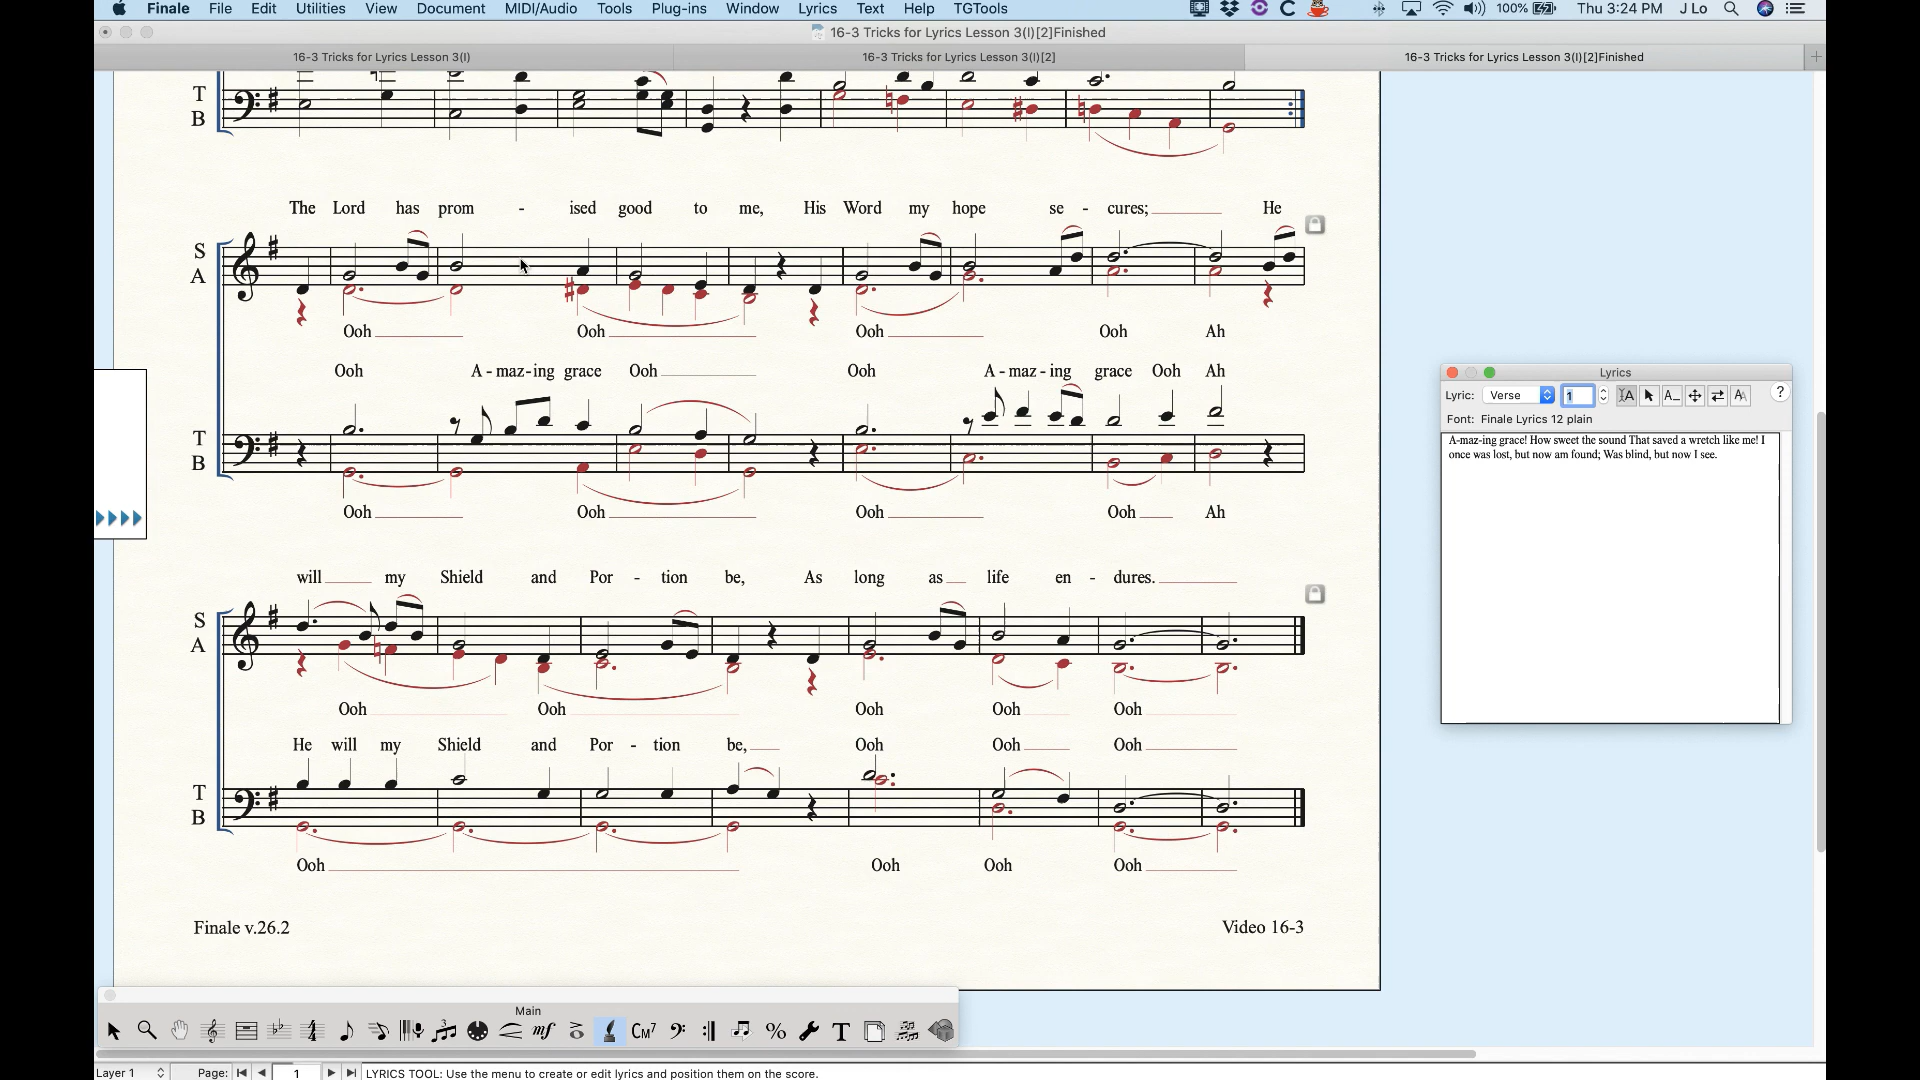 Finale File Edit Utilities View Document MIDI/Audio Tools Plug-ins Window Lyrics Text Help TGTools 100% Thu 3:24 PM J Lo
16-3 Tricks for Lyrics Lesson 3(I)[2]Finished
16-3 Tricks for Lyrics Lesson 3(I) 16-3 Tricks for Lyrics Lesson 3(I)[2] 16-3 Tricks for Lyrics Lesson 3(I)[2]Finished
T
B
The Lord has prom - ised good to me, His Word my hope se - cures; He
S
A
Ooh Ooh Ooh Ooh Ah
Ooh A - maz - ing grace Ooh Ooh A - maz - ing grace Ooh Ah
T
B
Ooh Ooh Ooh Ooh Ah
will my Shield and Por - tion be, As long as life en - dures.
S
A
Ooh Ooh Ooh Ooh Ooh
He will my Shield and Por - tion be, Ooh Ooh Ooh
T
B
Ooh Ooh Ooh Ooh
Finale v.26.2 Video 16-3
Lyrics
Lyric: Verse 1 ?
Font: Finale Lyrics 12 plain
A-maz-ing grace! How sweet the sound That saved a wretch like me! I
once was lost, but now am found; Was blind, but now I see.
Main
mf CM7 % T
Layer 1 Page: 1 LYRICS TOOL: Use the menu to create or edit lyrics and position them on the score.